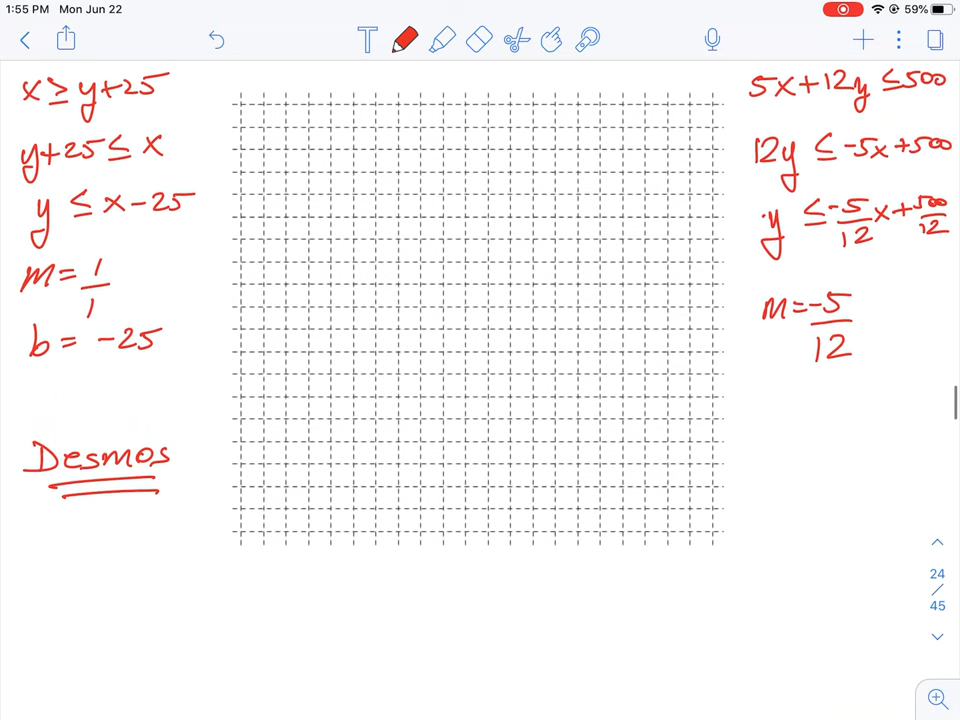 1:55 PM Mon Jun 22
59%
T
x ≥ y+25
y+25 ≤ x
y ≤ x - 25
m = 1/1
b = -25
Desmos
5x+12y ≤ 500
12y ≤ -5x+500
y ≤ -5/12 x + 500/12
m = -5/12
24
/
45